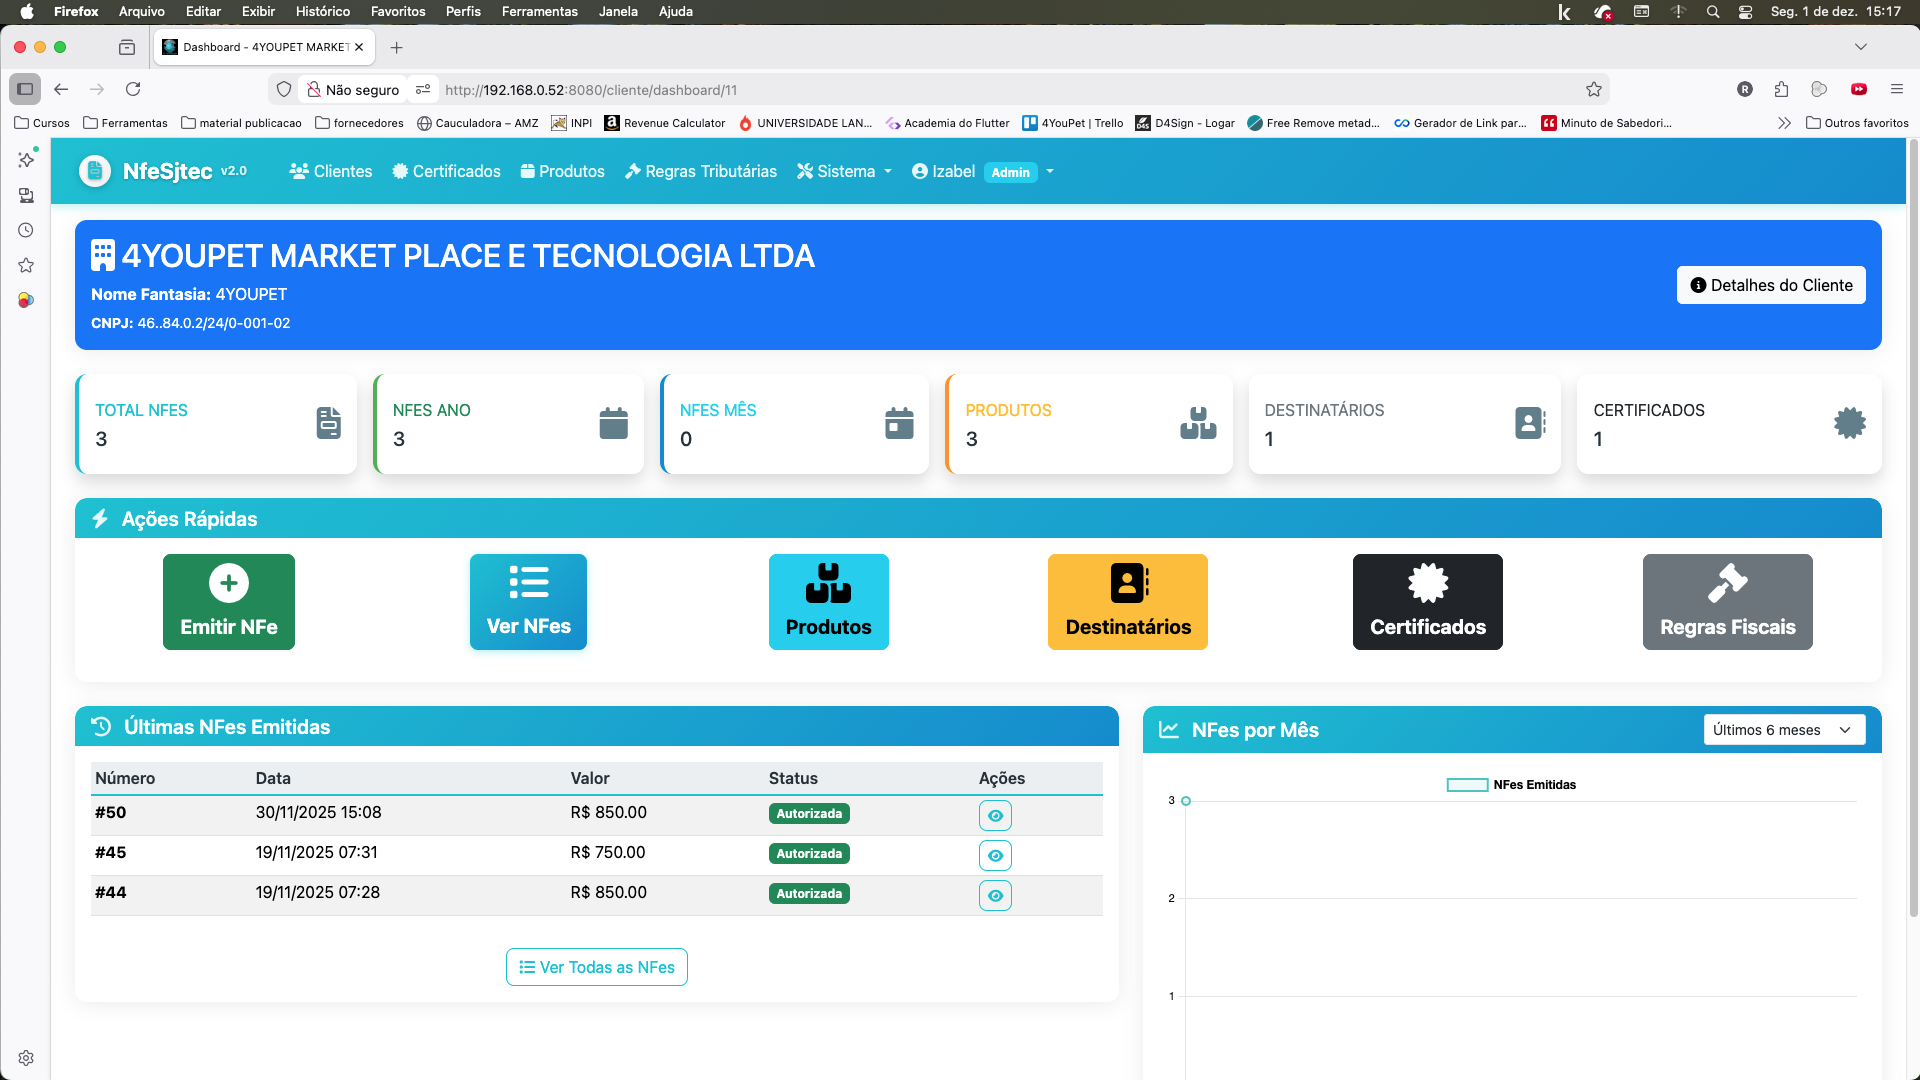 Firefox Arquivo Editar Exibir Histórico Favoritos Perfis Ferramentas Janela Ajuda Seg. 1 de dez. 15:17
Dashboard - 4YOUPET MARKET
Não seguro http://192.168.0.52:8080/cliente/dashboard/11
Cursos Ferramentas material publicacao fornecedores Cauculadora – AMZ INPI Revenue Calculator UNIVERSIDADE LAN... Academia do Flutter 4YouPet | Trello D4Sign - Logar Free Remove metad... Gerador de Link par... Minuto de Sabedori... Outros favoritos
NfeSjtec v2.0 Clientes Certificados Produtos Regras Tributárias Sistema Izabel Admin
4YOUPET MARKET PLACE E TECNOLOGIA LTDA
Nome Fantasia: 4YOUPET
CNPJ: 46..84.0.2/24/0-001-02
Detalhes do Cliente
TOTAL NFES
3
NFES ANO
3
NFES MÊS
0
PRODUTOS
3
DESTINATÁRIOS
1
CERTIFICADOS
1
Ações Rápidas
Emitir NFe
Ver NFes
Produtos
Destinatários
Certificados
Regras Fiscais
Últimas NFes Emitidas
Número Data Valor Status Ações
#50 30/11/2025 15:08 R$ 850.00 Autorizada
#45 19/11/2025 07:31 R$ 750.00 Autorizada
#44 19/11/2025 07:28 R$ 850.00 Autorizada
Ver Todas as NFes
NFes por Mês Últimos 6 meses
NFes Emitidas
3
2
1